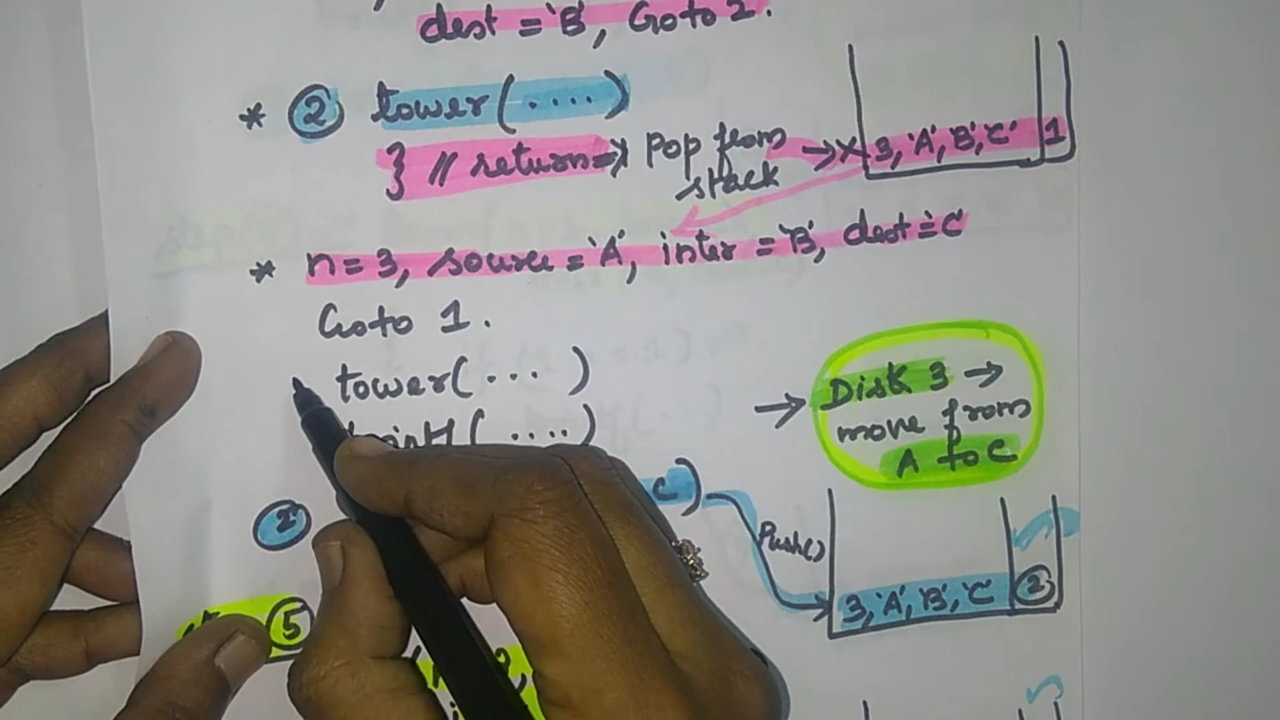 dest = 'B', Goto 2.
* ② tower(....)
} // return => Pop from stack → X 3, 'A', 'B', 'C' 1
* n=3, source = 'A', inter = 'B', dest = 'C'
Goto 1.
tower(... )
(....)
→ Disk 3 →
move from
A to C
② c) Push()
3, 'A', 'B', 'C' ②
⑤